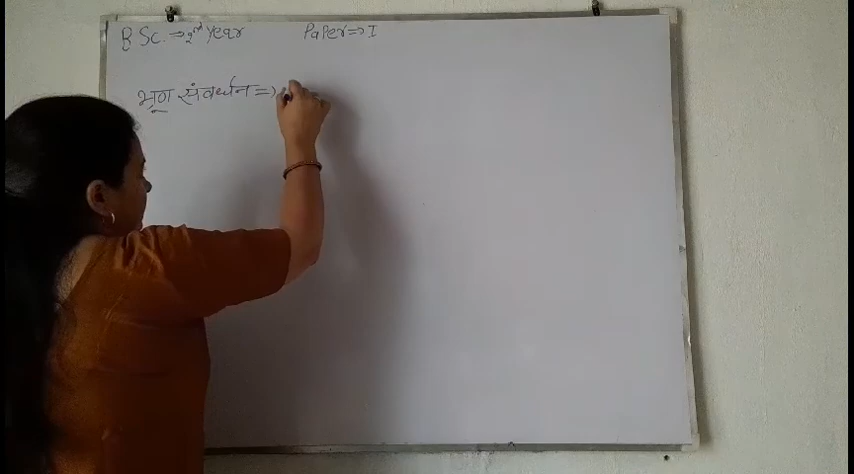 B Sc. ⇒ 2nd Year Paper ⇒ I
भ्रूण संवर्धन ⇒